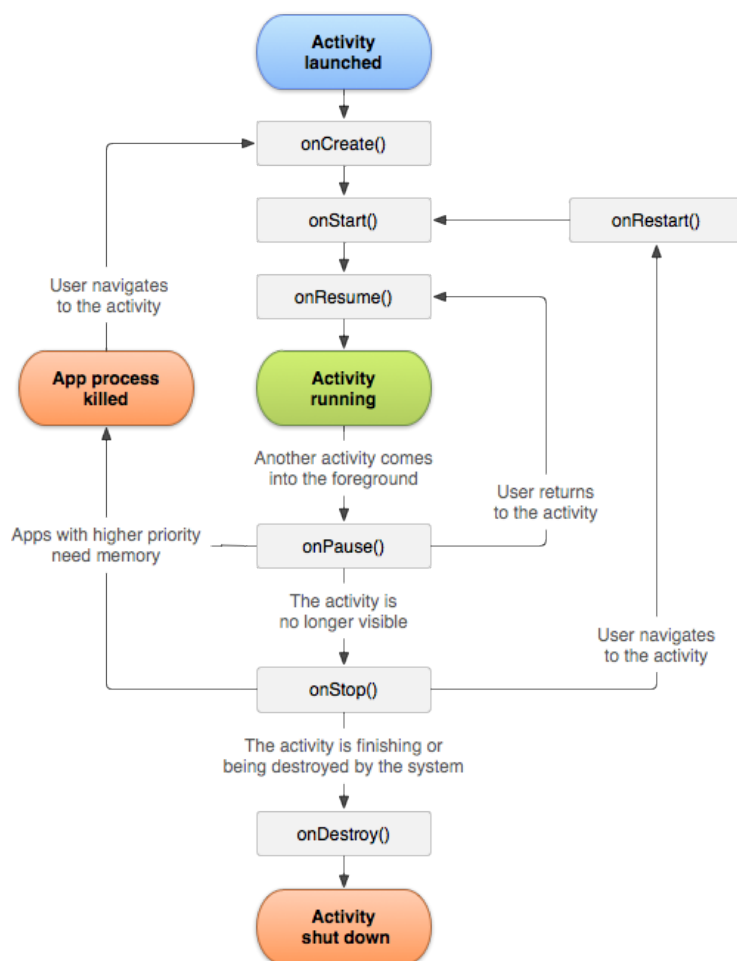 Activity
launched
onCreate()
onStart()
onRestart()
User navigates
to the activity
onResume()
App process
killed
Activity
running
Another activity comes
into the foreground
User returns
to the activity
Apps with higher priority
need memory
onPause()
The activity is
no longer visible
User navigates
to the activity
onStop()
The activity is finishing or
being destroyed by the system
onDestroy()
Activity
shut down